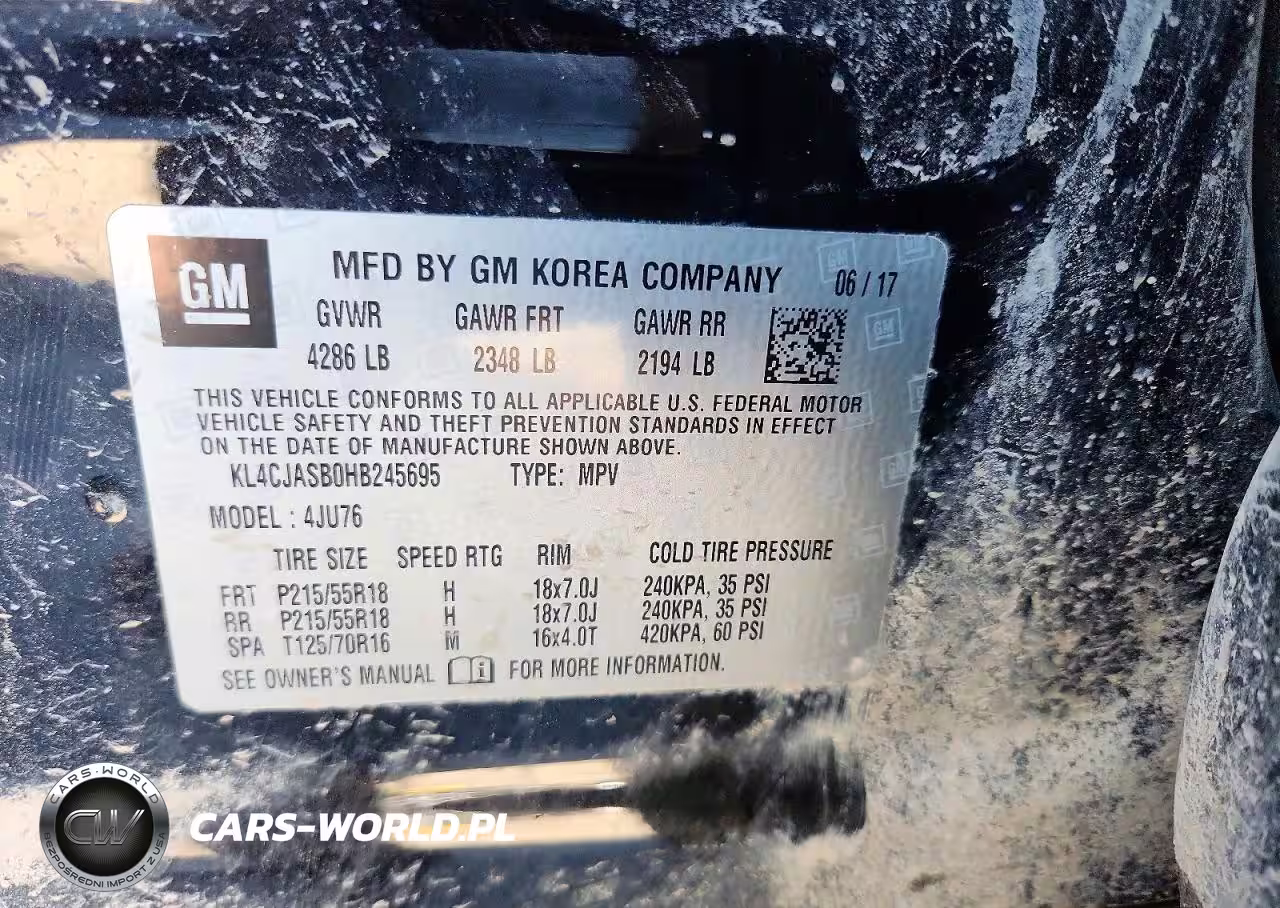 GM
MFD BY GM KOREA COMPANY 06 / 17
GVWR GAWR FRT GAWR RR
4286 LB 2348 LB 2194 LB
THIS VEHICLE CONFORMS TO ALL APPLICABLE U.S. FEDERAL MOTOR
VEHICLE SAFETY AND THEFT PREVENTION STANDARDS IN EFFECT
ON THE DATE OF MANUFACTURE SHOWN ABOVE.
KL4CJASB0HB245695 TYPE: MPV
MODEL : 4JU76
TIRE SIZE SPEED RTG RIM COLD TIRE PRESSURE
FRT P215/55R18 H 18x7.0J 240KPA, 35 PSI
RR P215/55R18 H 18x7.0J 240KPA, 35 PSI
SPA T125/70R16 M 16x4.0T 420KPA, 60 PSI
SEE OWNER'S MANUAL FOR MORE INFORMATION.
CARS-WORLD
CW
BEZPOŚREDNI IMPORT Z USA
CARS-WORLD.PL